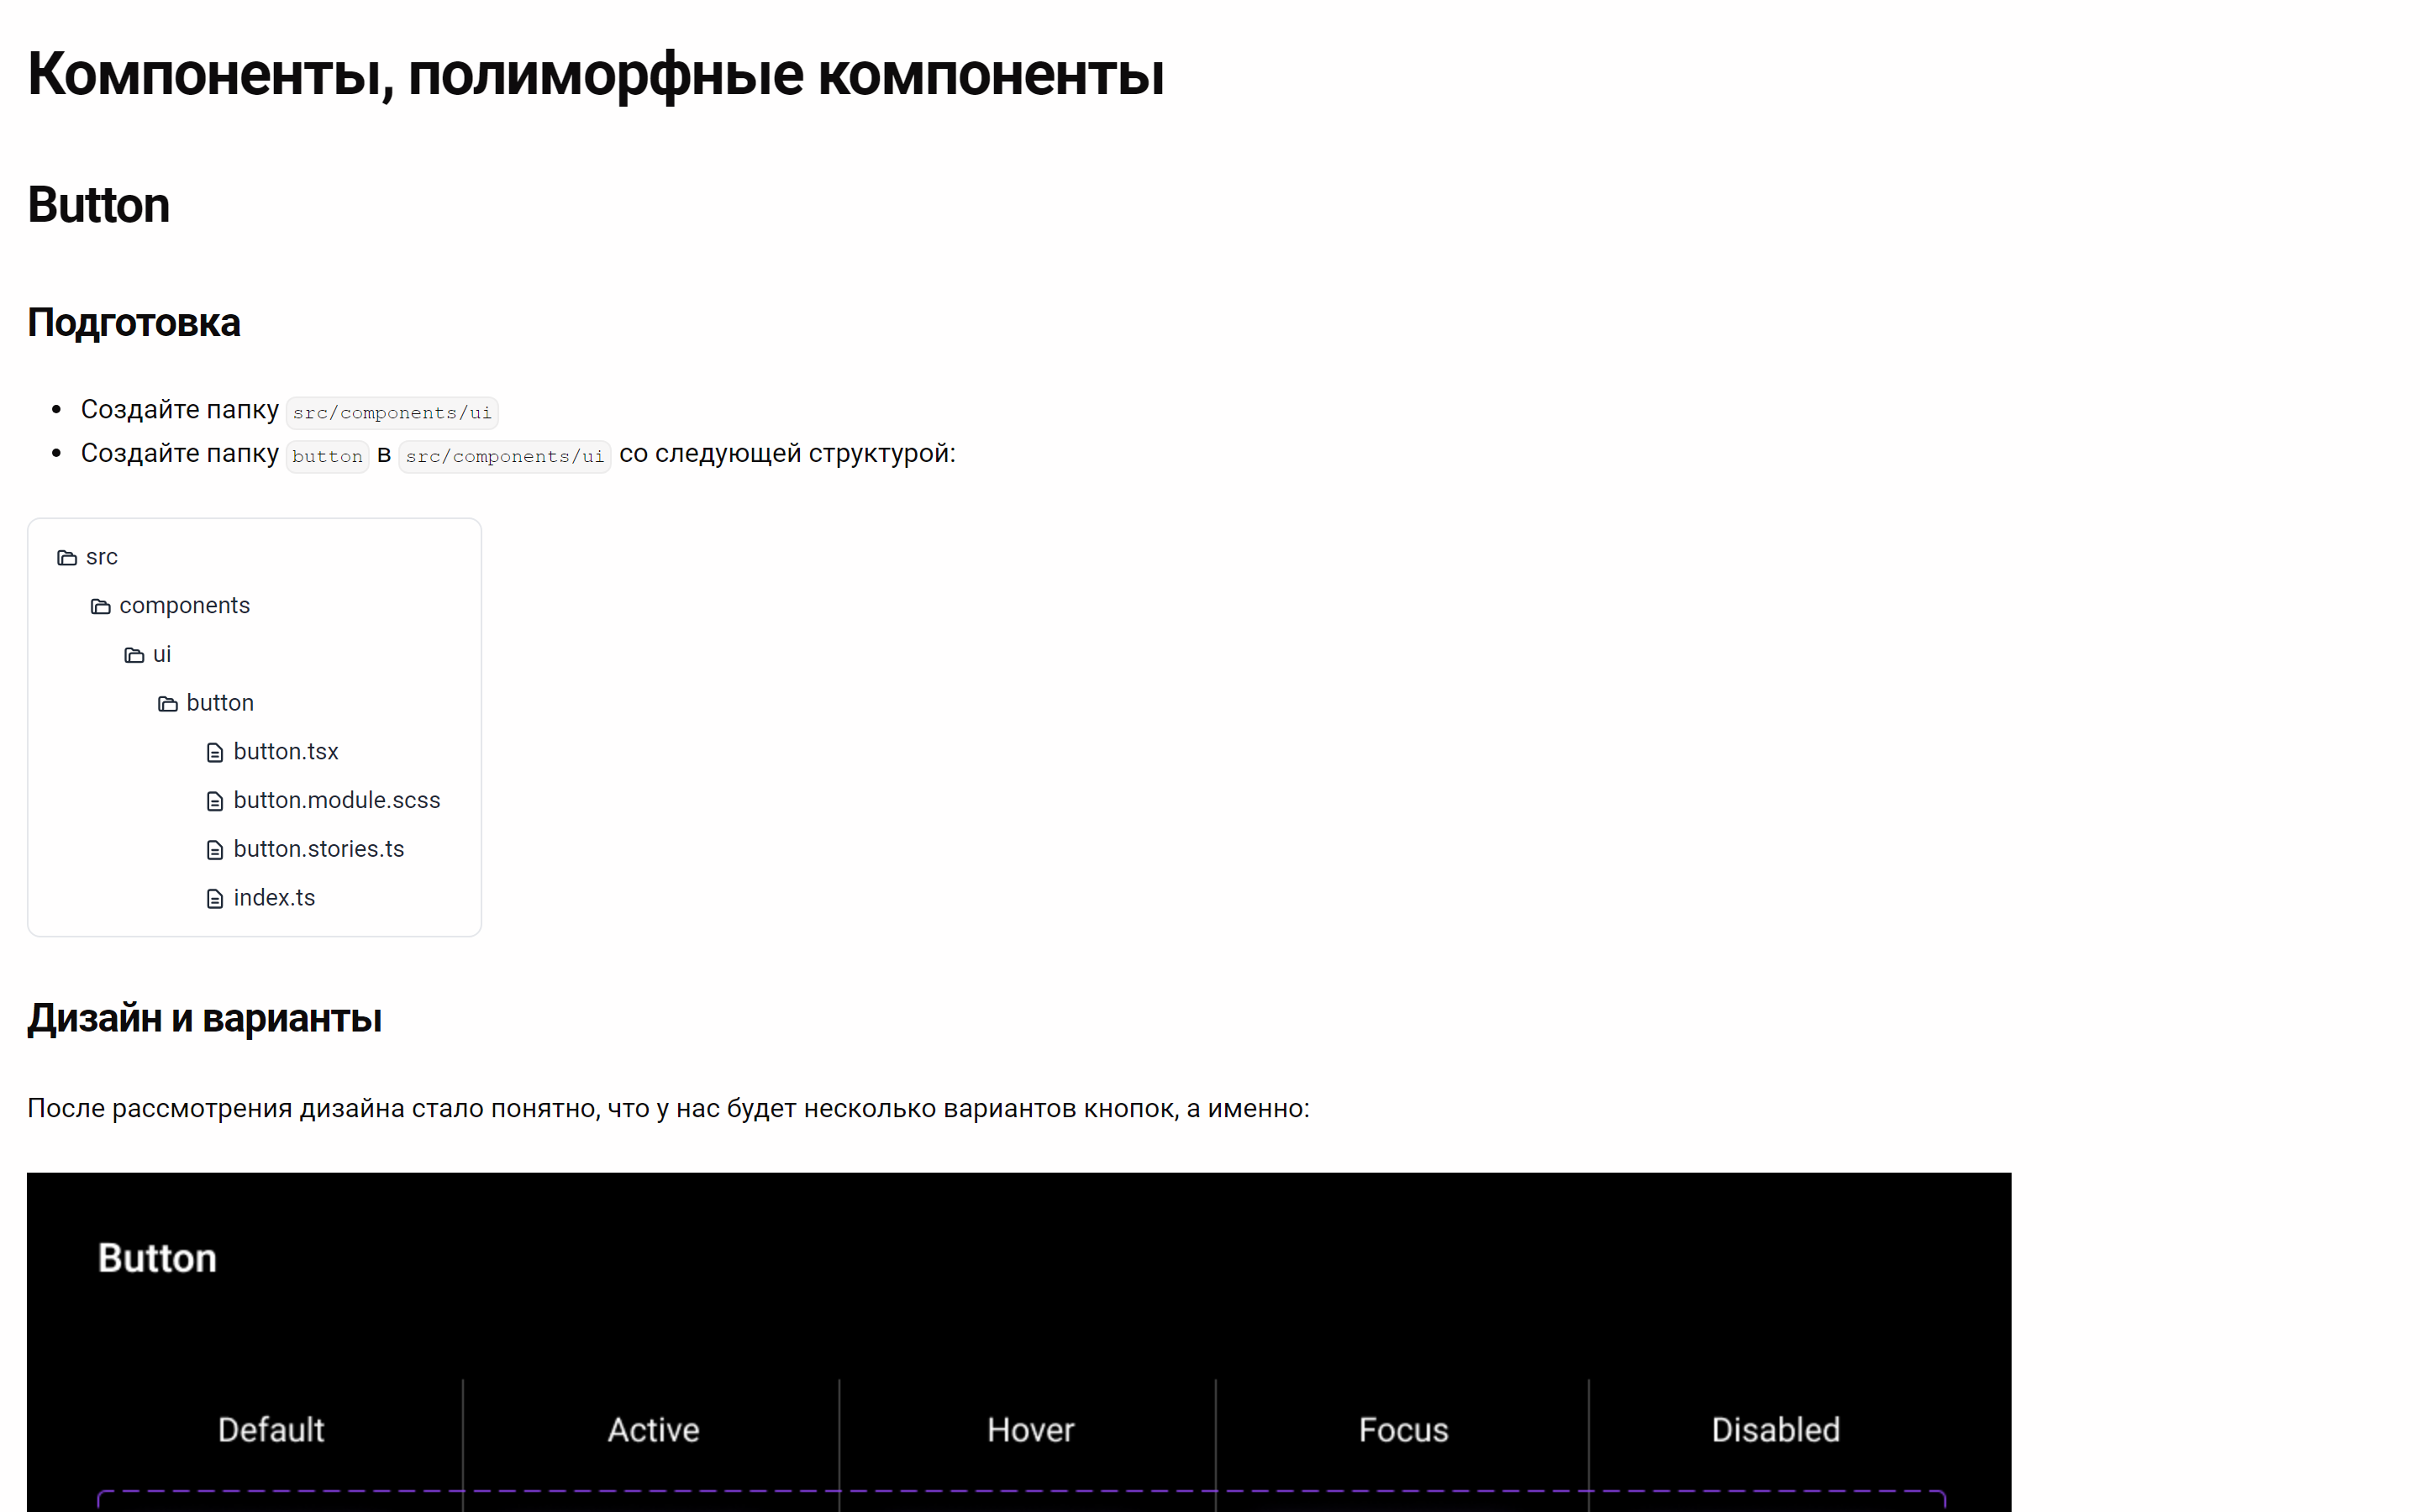 Компоненты, полиморфные компоненты
Button
Подготовка
Создайте папку src/components/ui
Создайте папку button в src/components/ui со следующей структурой:
src
components
ui
button
button.tsx
button.module.scss
button.stories.ts
index.ts
Дизайн и варианты
После рассмотрения дизайна стало понятно, что у нас будет несколько вариантов кнопок, а именно:
Button
Default Active Hover Focus Disabled